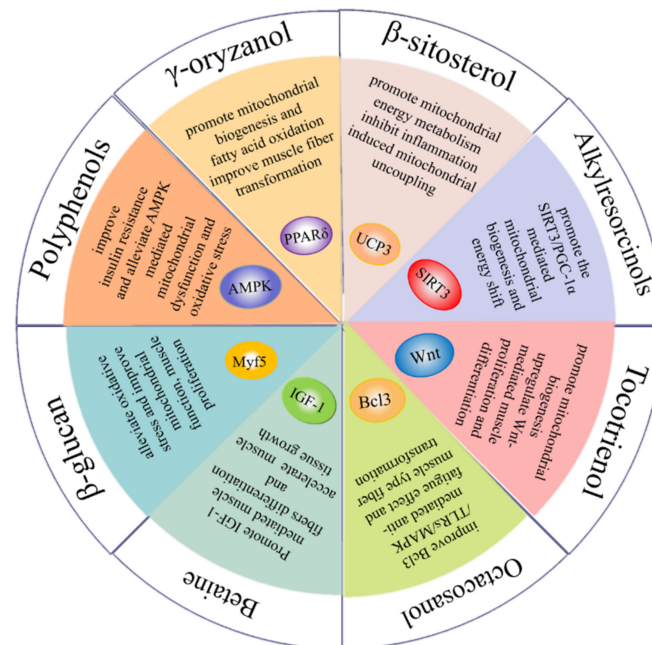 γ-oryzanol
promote mitochondrial
biogenesis and
fatty acid oxidation
improve muscle fiber
transformation
PPARδ
β-sitosterol
promote mitochondrial
energy metabolism
inhibit inflammation
induced mitochondrial
uncoupling
UCP3
Alkylresorcinols
promote the
SIRT3/PGC-1α
mediated
mitochondrial
biogenesis and
energy shift
SIRT3
Tocotrienol
promote mitochondrial
biogenesis
upregulate Wnt-
mediated muscle
proliferation and
differentiation
Wnt
Octacosanol
improve Bcl3
/TLRs/MAPK
mediated anti-
fatigue effect and
muscle type fiber
transformation
Bcl3
Betaine
Promote IGF-1
mediated muscle
fibers differentiation
and
accelerate muscle
tissue growth
IGF-1
β-glucan
alleviate oxidative
stress and improve
mitochondrial
function, muscle
proliferation
Myf5
Polyphenols
improve
insulin resistance
and alleviate AMPK
mediated
mitochondrial
dysfunction and
oxidative stress
AMPK